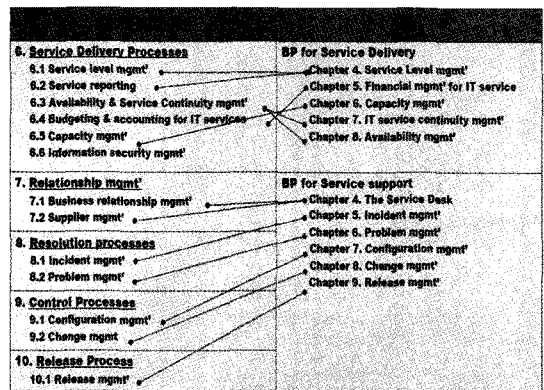 6. Service Delivery Processes
6.1 Service level mgmt'
6.2 Service reporting
6.3 Availability & Service Continuity mgmt'
6.4 Budgeting & accounting for IT services
6.5 Capacity mgmt'
6.6 Information security mgmt'
BP for Service Delivery
Chapter 4. Service Level mgmt'
Chapter 5. Financial mgmt' for IT service
Chapter 6. Capacity mgmt'
Chapter 7. IT service continuity mgmt'
Chapter 8. Availability mgmt'
7. Relationship mgmt'
7.1 Business relationship mgmt'
7.2 Supplier mgmt'
8. Resolution processes
8.1 Incident mgmt'
8.2 Problem mgmt'
9. Control Processes
9.1 Configuration mgmt'
9.2 Change mgmt
10. Release Process
10.1 Release mgmt'
BP for Service support
Chapter 4. The Service Desk
Chapter 5. Incident mgmt'
Chapter 6. Problem mgmt'
Chapter 7. Configuration mgmt'
Chapter 8. Change mgmt'
Chapter 9. Release mgmt'